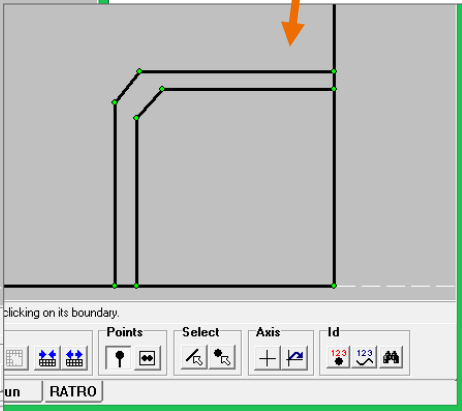 clicking on its boundary.
Points Select Axis Id
123 123
un RATRO